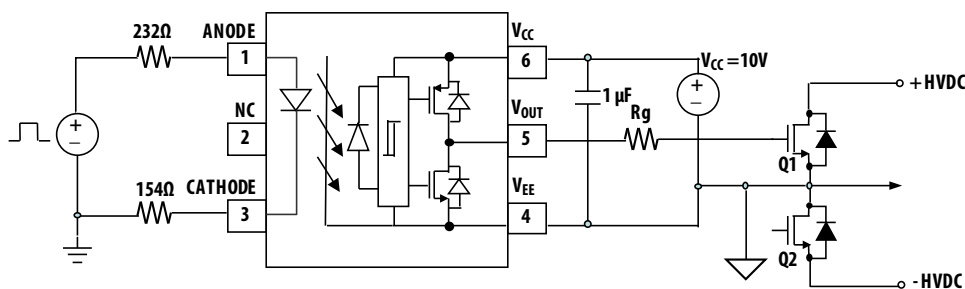 232Ω
ANODE
1
NC
2
154Ω
CATHODE
3
+
−
VCC
6
VOUT
5
VEE
4
1 µF
Rg
VCC=10V
+
−
+HVDC
Q1
Q2
-HVDC